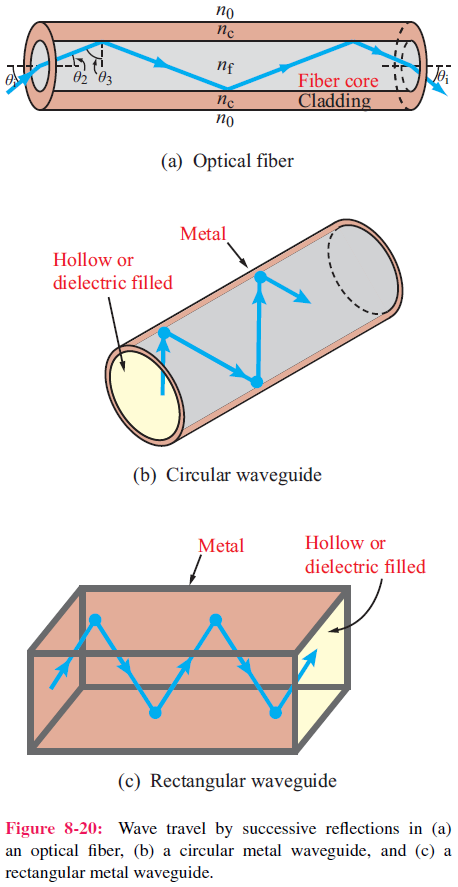 n0
nc
θi θ2 θ3 nf Fiber core θi
nc Cladding
n0
(a) Optical fiber
Metal
Hollow or
dielectric filled
(b) Circular waveguide
Metal
Hollow or
dielectric filled
(c) Rectangular waveguide
Figure 8-20: Wave travel by successive reflections in (a)
an optical fiber, (b) a circular metal waveguide, and (c) a
rectangular metal waveguide.